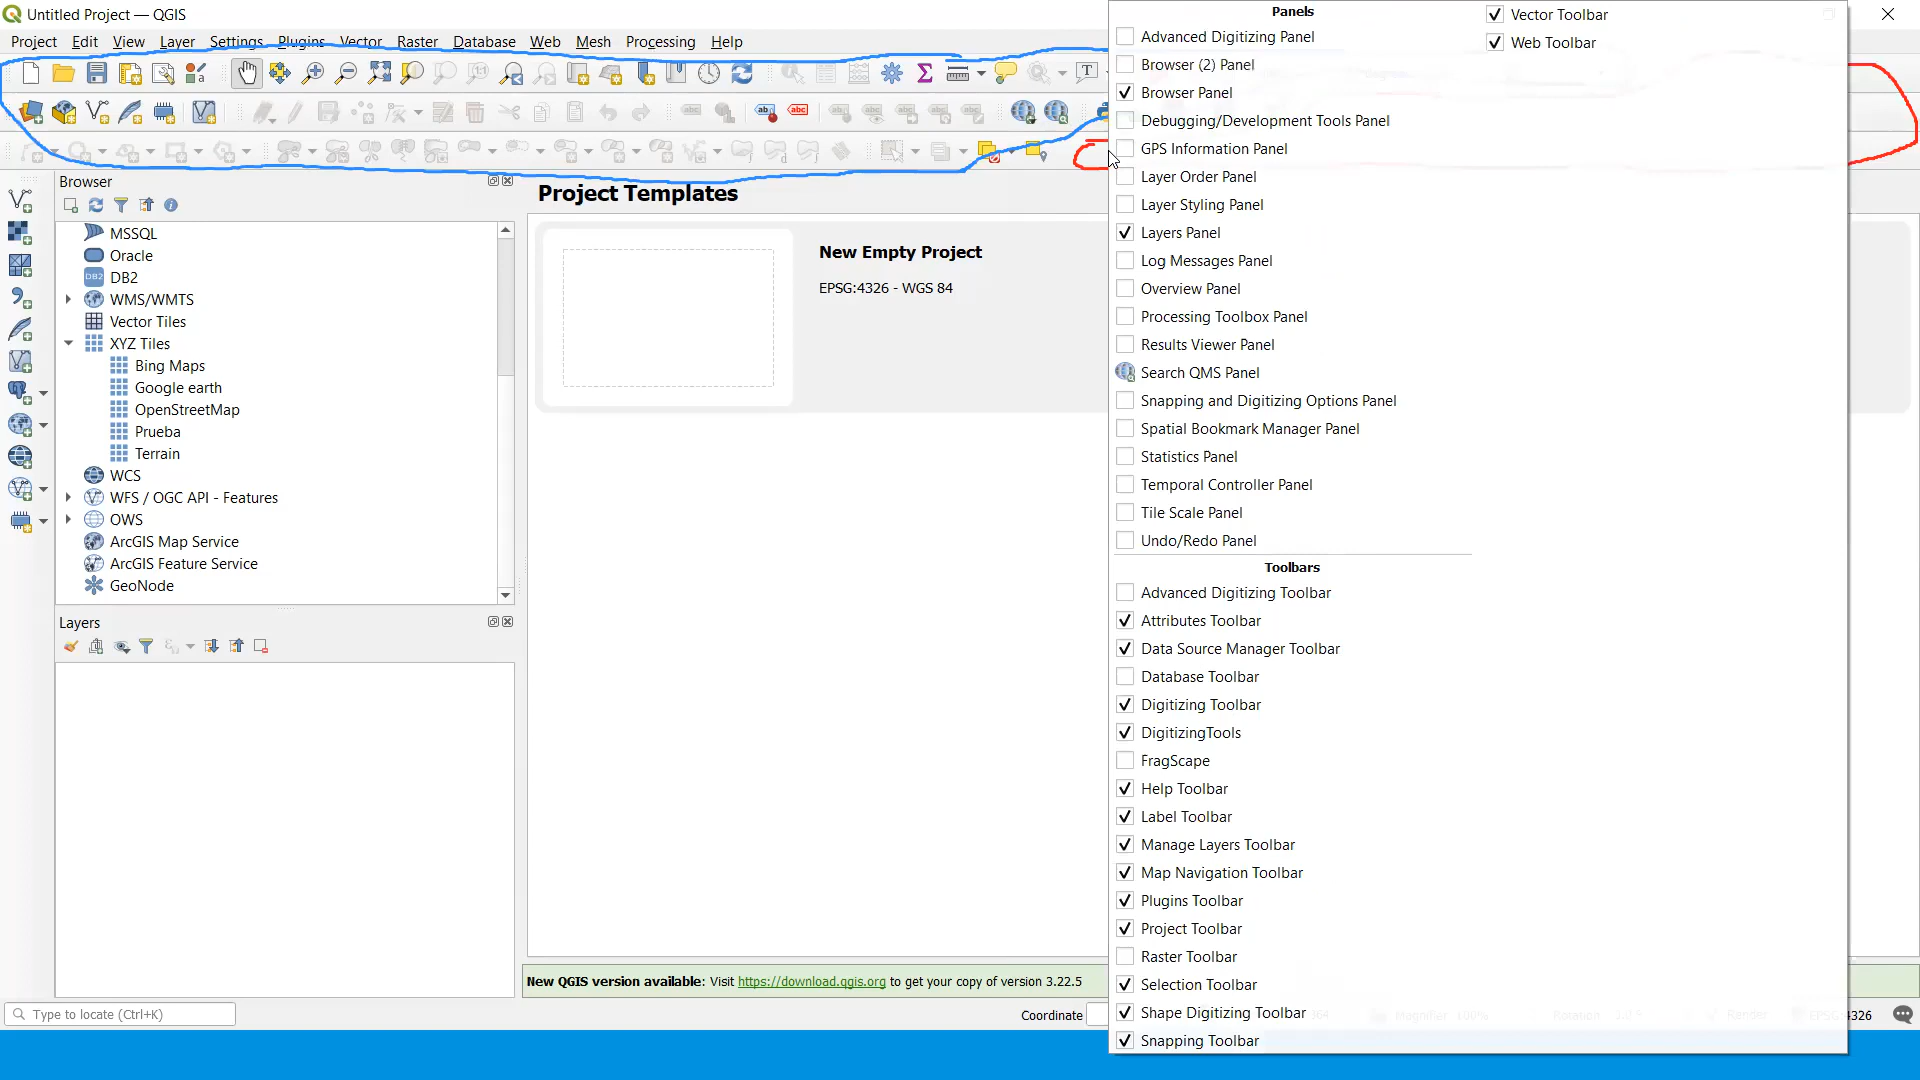 Untitled Project — QGIS
Project Edit View Layer Settings Plugins Vector Raster Database Web Mesh Processing Help
Browser
MSSQL
Oracle
DB2
WMS/WMTS
Vector Tiles
XYZ Tiles
Bing Maps
Google earth
OpenStreetMap
Prueba
Terrain
WCS
WFS / OGC API - Features
OWS
ArcGIS Map Service
ArcGIS Feature Service
GeoNode
Layers
Project Templates
New Empty Project
EPSG:4326 - WGS 84
New QGIS version available: Visit https://download.qgis.org to get your copy of version 3.22.5
Type to locate (Ctrl+K)
Coordinate
Panels
Advanced Digitizing Panel
Browser (2) Panel
Browser Panel
Debugging/Development Tools Panel
GPS Information Panel
Layer Order Panel
Layer Styling Panel
Layers Panel
Log Messages Panel
Overview Panel
Processing Toolbox Panel
Results Viewer Panel
Search QMS Panel
Snapping and Digitizing Options Panel
Spatial Bookmark Manager Panel
Statistics Panel
Temporal Controller Panel
Tile Scale Panel
Undo/Redo Panel
Toolbars
Advanced Digitizing Toolbar
Attributes Toolbar
Data Source Manager Toolbar
Database Toolbar
Digitizing Toolbar
DigitizingTools
FragScape
Help Toolbar
Label Toolbar
Manage Layers Toolbar
Map Navigation Toolbar
Plugins Toolbar
Project Toolbar
Raster Toolbar
Selection Toolbar
Shape Digitizing Toolbar
Snapping Toolbar
Vector Toolbar
Web Toolbar
Magnifier 100%
Rotation
Render
EPSG:4326